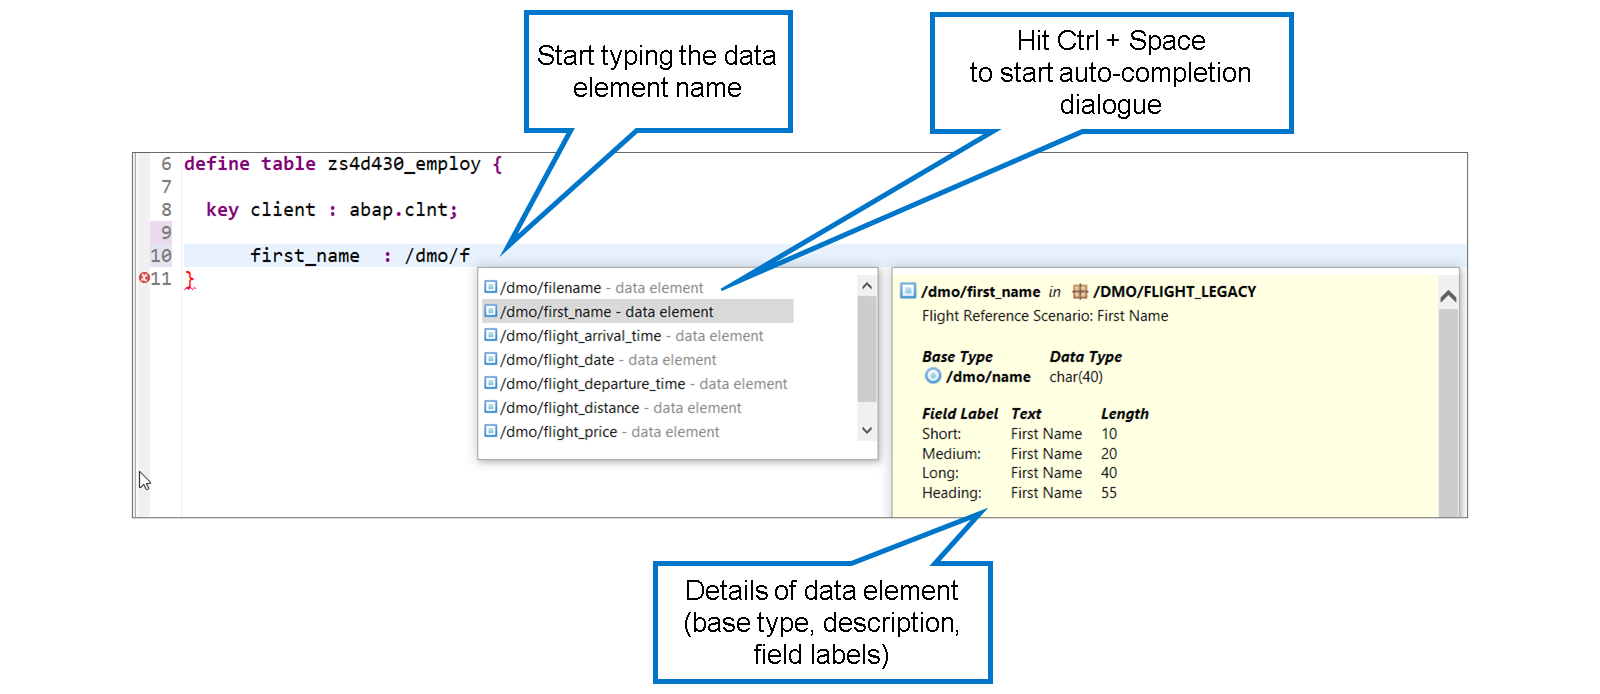 Start typing the data
element name
Hit Ctrl + Space
to start auto-completion
dialogue
6 define table zs4d430_employ {
7
8 key client : abap.clnt;
9
10 first_name : /dmo/f
11 }
/dmo/filename - data element
/dmo/first_name - data element
/dmo/flight_arrival_time - data element
/dmo/flight_date - data element
/dmo/flight_departure_time - data element
/dmo/flight_distance - data element
/dmo/flight_price - data element
/dmo/first_name in /DMO/FLIGHT_LEGACY
Flight Reference Scenario: First Name
Base Type Data Type
/dmo/name char(40)
Field Label Text Length
Short: First Name 10
Medium: First Name 20
Long: First Name 40
Heading: First Name 55
Details of data element
(base type, description,
field labels)